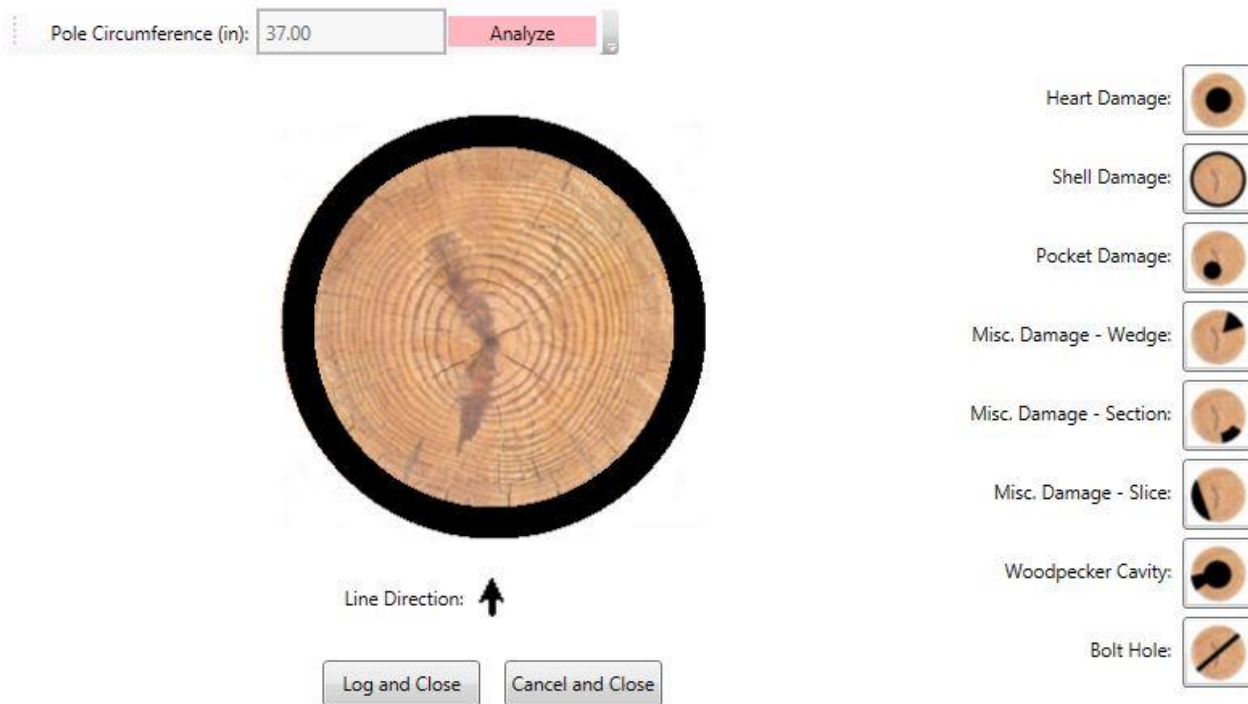 Pole Circumference (in): 37.00 Analyze
Heart Damage:
Shell Damage:
Pocket Damage:
Misc. Damage - Wedge:
Misc. Damage - Section:
Misc. Damage - Slice:
Woodpecker Cavity:
Bolt Hole:
Line Direction:
Log and Close Cancel and Close